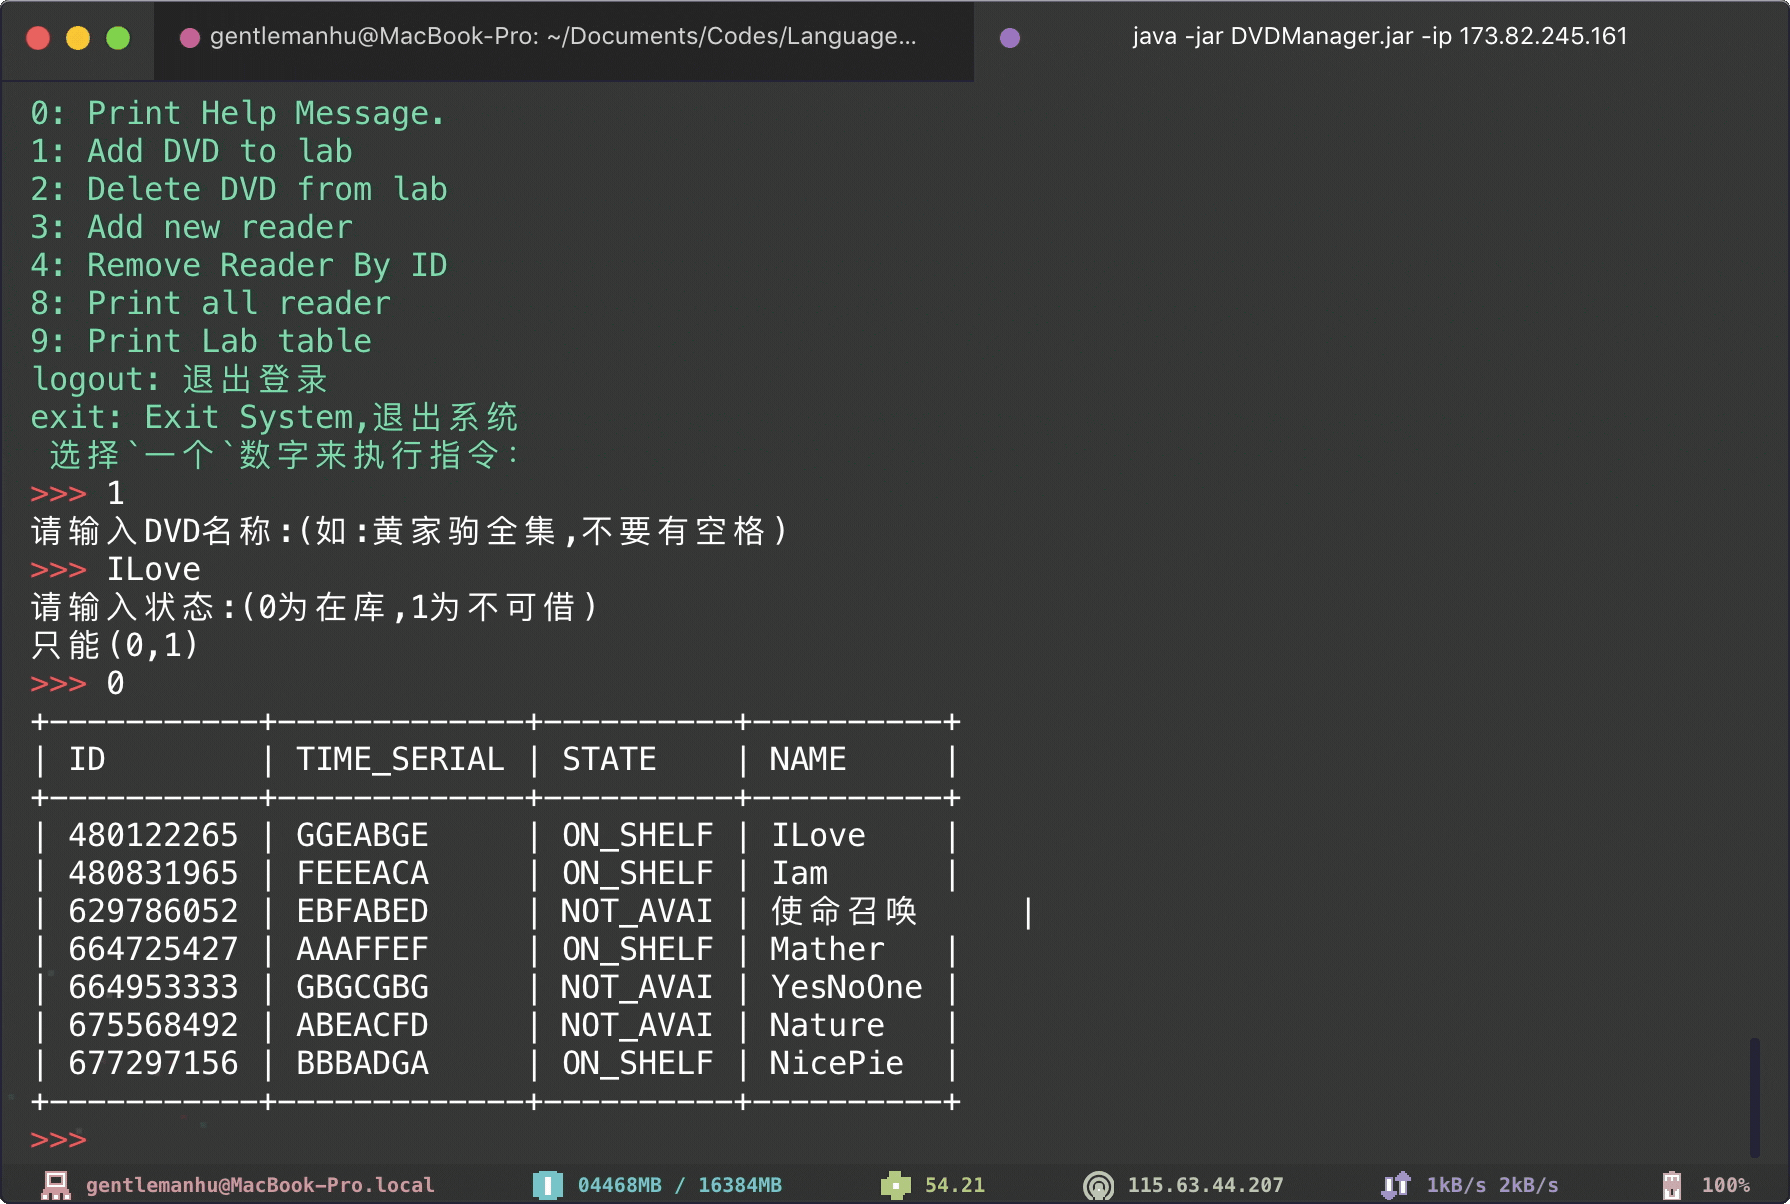 gentlemanhu@MacBook-Pro: ~/Documents/Codes/Language...
java -jar DVDManager.jar -ip 173.82.245.161
0: Print Help Message.
1: Add DVD to lab
2: Delete DVD from lab
3: Add new reader
4: Remove Reader By ID
8: Print all reader
9: Print Lab table
logout: 退出登录
exit: Exit System,退出系统
选择`一个`数字来执行指令:
>>> 1
请输入DVD名称:(如:黄家驹全集,不要有空格)
>>> ILove
请输入状态:(0为在库,1为不可借)
只能(0,1)
>>> 0
+-----------+-------------+----------+----------+
| ID        | TIME_SERIAL | STATE    | NAME     |
+-----------+-------------+----------+----------+
| 480122265 | GGEABGE     | ON_SHELF | ILove    |
| 480831965 | FEEEACA     | ON_SHELF | Iam      |
| 629786052 | EBFABED     | NOT_AVAI | 使命召唤     |
| 664725427 | AAAFFEF     | ON_SHELF | Mather   |
| 664953333 | GBGCGBG     | NOT_AVAI | YesNoOne |
| 675568492 | ABEACFD     | NOT_AVAI | Nature   |
| 677297156 | BBBADGA     | ON_SHELF | NicePie  |
+-----------+-------------+----------+----------+
>>>
gentlemanhu@MacBook-Pro.local 04468MB / 16384MB 54.21 115.63.44.207 1kB/s 2kB/s 100%